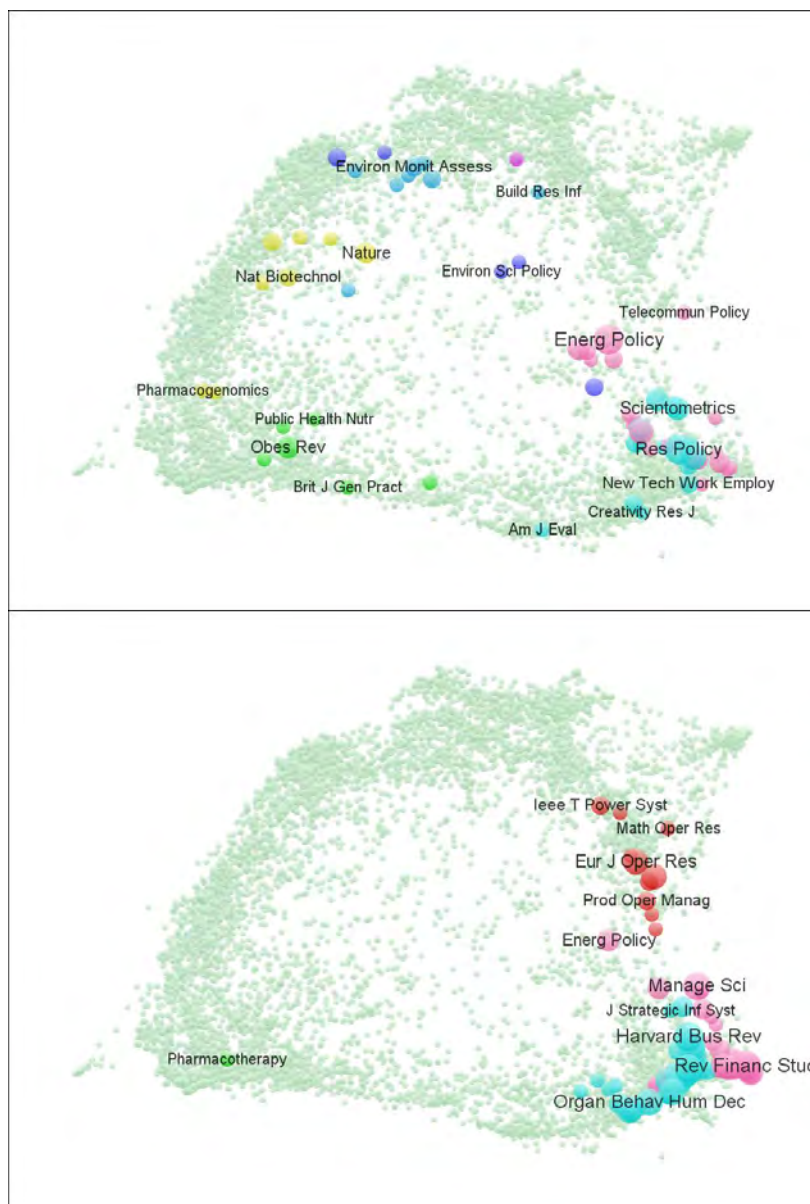 Environ Monit Assess
Build Res Inf
Nature
Nat Biotechnol
Environ Sci Policy
Telecommun Policy
Energ Policy
Pharmacogenomics
Scientometrics
Public Health Nutr
Obes Rev
Res Policy
Brit J Gen Pract
New Tech Work Employ
Creativity Res J
Am J Eval
Ieee T Power Syst
Math Oper Res
Eur J Oper Res
Prod Oper Manag
Energ Policy
Manage Sci
J Strategic Inf Syst
Harvard Bus Rev
Pharmacotherapy
Rev Financ Stud
Organ Behav Hum Dec